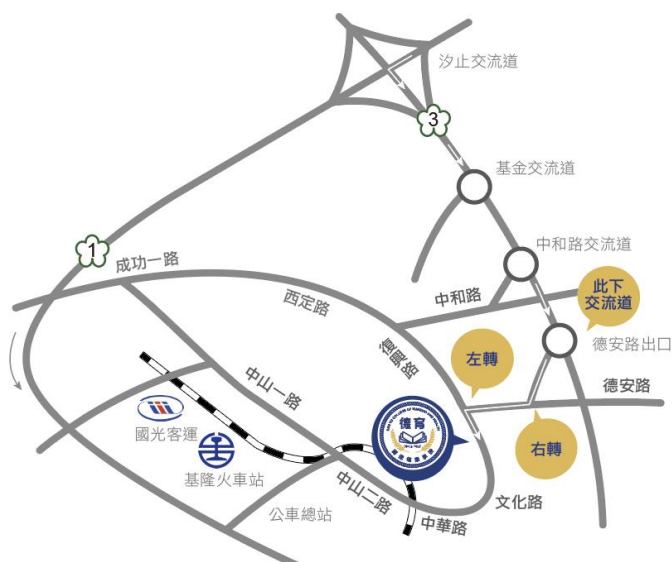 汐止交流道
3
基金交流道
1
成功一路
中和路交流道
西定路
中和路
此下
交流道
復興路
左轉
德安路出口
德安路
中山一路
國光客運
德育
右轉
基隆火車站
中山二路
文化路
公車總站
中華路